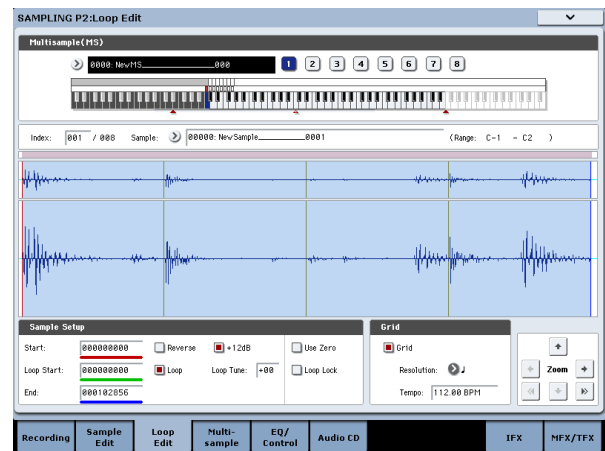 SAMPLING P2:Loop Edit
Multisample(MS)
0000: NewMS______________000 1 2 3 4 5 6 7 8
Index: 001 / 008 Sample: 00000: NewSample__________0001 (Range: C-1 - C2 )
Sample Setup Grid
Start: 000000000 Reverse +12dB Use Zero Grid
Loop Start: 000000000 Loop Loop Tune: +00 Loop Lock Resolution: ♩ Zoom
End: 000102856 Tempo: 112.00 BPM
Recording Sample Edit Loop Edit Multi-sample EQ/Control Audio CD IFX MFX/TFX